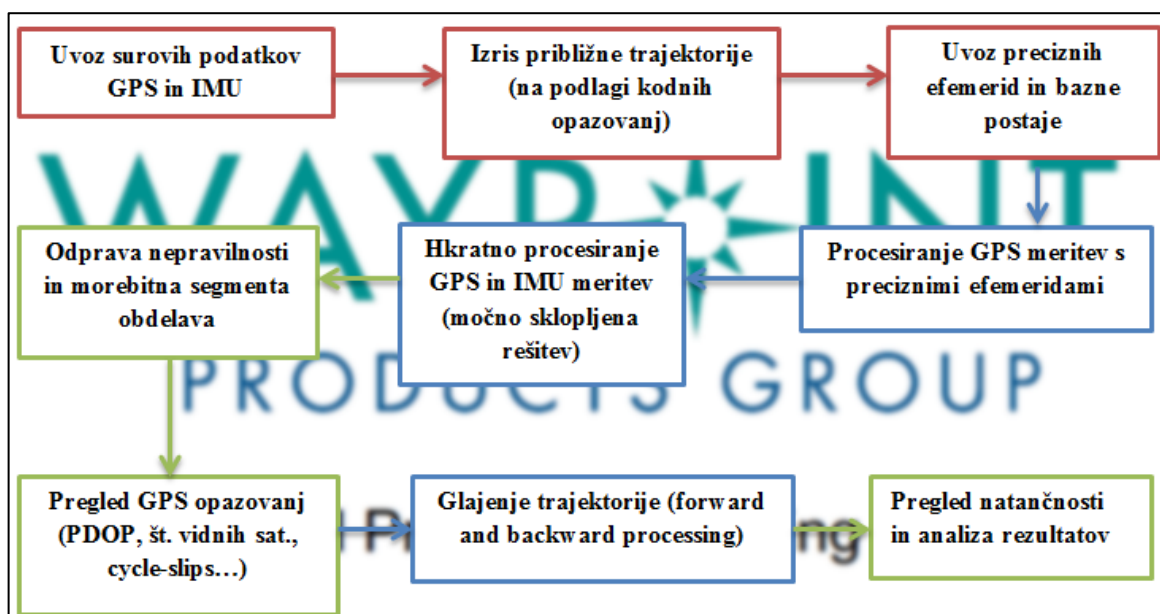 Uvoz surovih podatkov
GPS in IMU
Izris približne trajektorije
(na podlagi kodnih
opazovanj)
Uvoz preciznih
efemerid in bazne
postaje
Procesiranje GPS meritev s
preciznimi efemeridami
Hkratno procesiranje
GPS in IMU meritev
(močno sklopljena
rešitev)
Odprava nepravilnosti
in morebitna segmenta
obdelava
PRODUCTS GROUP
Pregled GPS opazovanj
(PDOP, št. vidnih sat.,
cycle-slips…)
Glajenje trajektorije (forward
and backward processing)
Pregled natančnosti
in analiza rezultatov